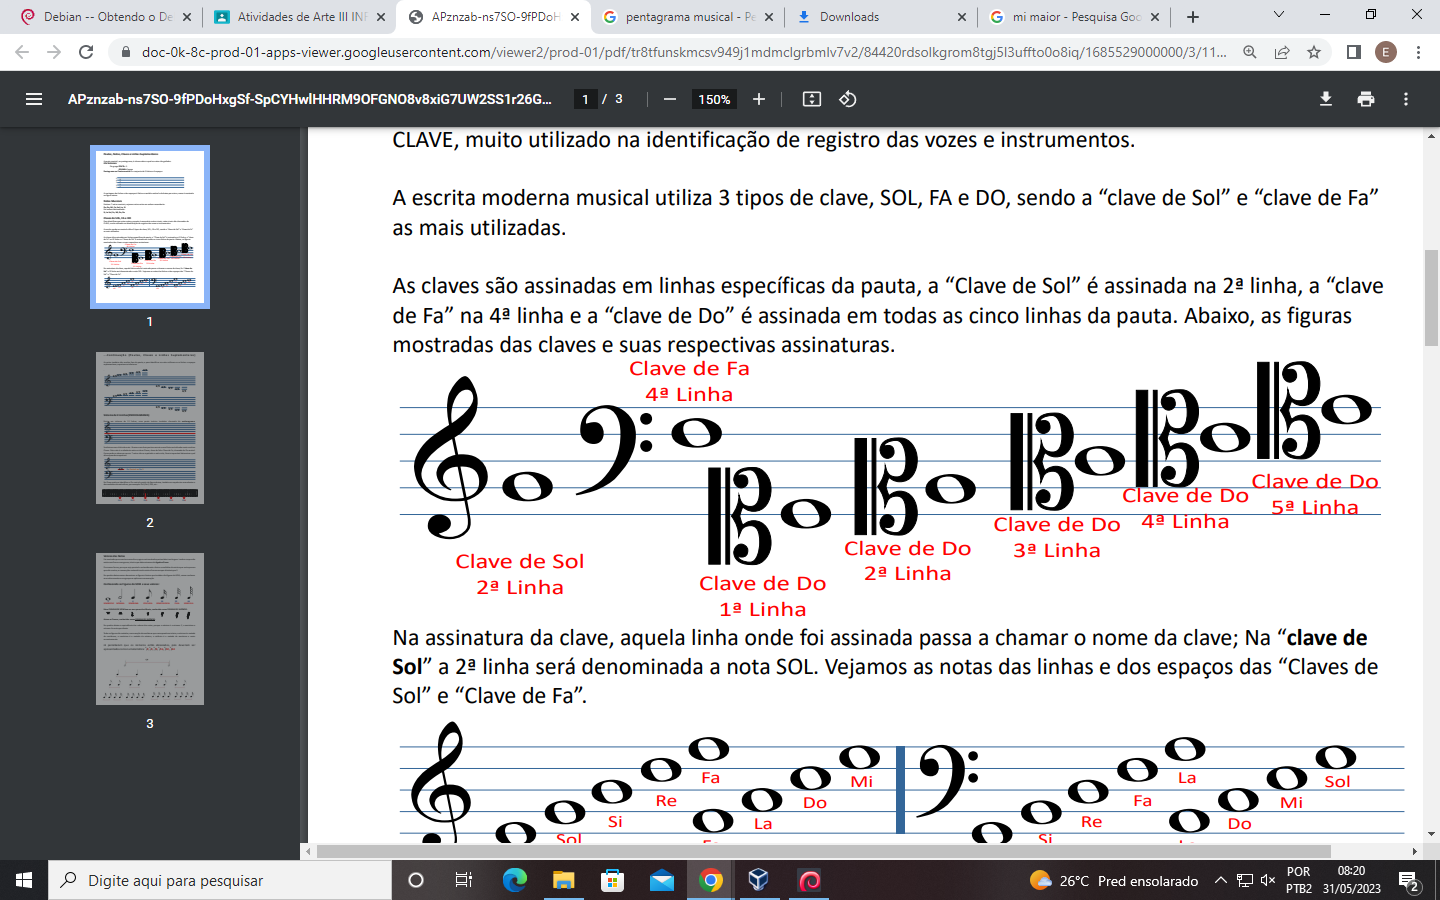 Debian -- Obtendo o De
Atividades de Arte III INF
APznzab-ns7SO-9fPDoH
pentagrama musical - Pe
Downloads
mi maior - Pesquisa Goo
doc-0k-8c-prod-01-apps-viewer.googleusercontent.com/viewer2/prod-01/pdf/tr8tfunskmcsv949j1mdmclgrbmlv7v2/84420rdsolkgrom8tgj5l3uffto0o8iq/1685529000000/3/11...
E
APznzab-ns7SO-9fPDoHxgSf-SpCYHwlHHRM9OFGNO8v8xiG7UW2SS1r26G...
1 / 3
150%
1
2
3
CLAVE, muito utilizado na identificação de registro das vozes e instrumentos.
A escrita moderna musical utiliza 3 tipos de clave, SOL, FA e DO, sendo a “clave de Sol” e “clave de Fa”
as mais utilizadas.
As claves são assinadas em linhas específicas da pauta, a “Clave de Sol” é assinada na 2ª linha, a “clave
de Fa” na 4ª linha e a “clave de Do” é assinada em todas as cinco linhas da pauta. Abaixo, as figuras
mostradas das claves e suas respectivas assinaturas.
Clave de Fa
4ª Linha
Clave de Sol
2ª Linha
Clave de Do
1ª Linha
Clave de Do
2ª Linha
Clave de Do
3ª Linha
Clave de Do
4ª Linha
Clave de Do
5ª Linha
Na assinatura da clave, aquela linha onde foi assinada passa a chamar o nome da clave; Na “clave de
Sol” a 2ª linha será denominada a nota SOL. Vejamos as notas das linhas e dos espaços das “Claves de
Sol” e “Clave de Fa”.
Sol
Si
Re
Fa
La
Do
Mi
Si
Re
Fa
La
Do
Mi
Sol
Digite aqui para pesquisar
26°C Pred ensolarado
POR
PTB2
08:20
31/05/2023
2